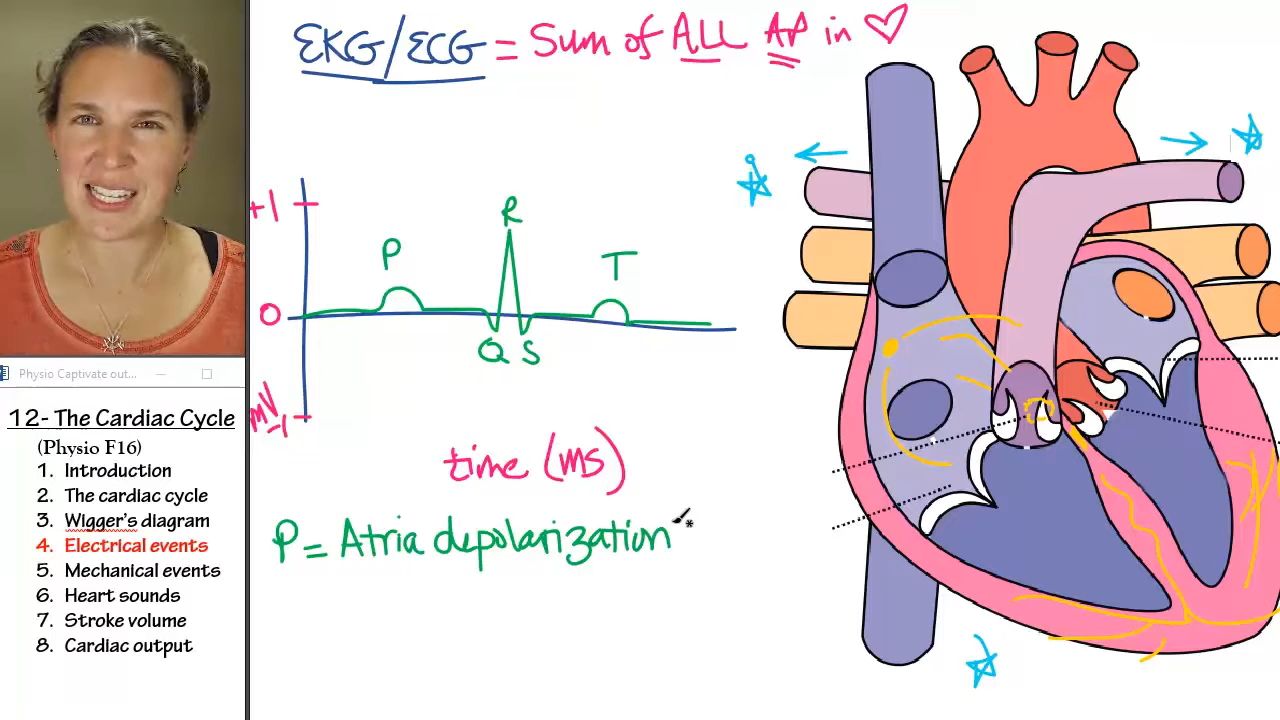 EKG/ECG = Sum of ALL AP in
+1
R
P
T
0
Q S
mV
-1
time (ms)
P = Atria depolarization
Physio Captivate out...
12- The Cardiac Cycle
(Physio F16)
1. Introduction
2. The cardiac cycle
3. Wigger's diagram
4. Electrical events
5. Mechanical events
6. Heart sounds
7. Stroke volume
8. Cardiac output